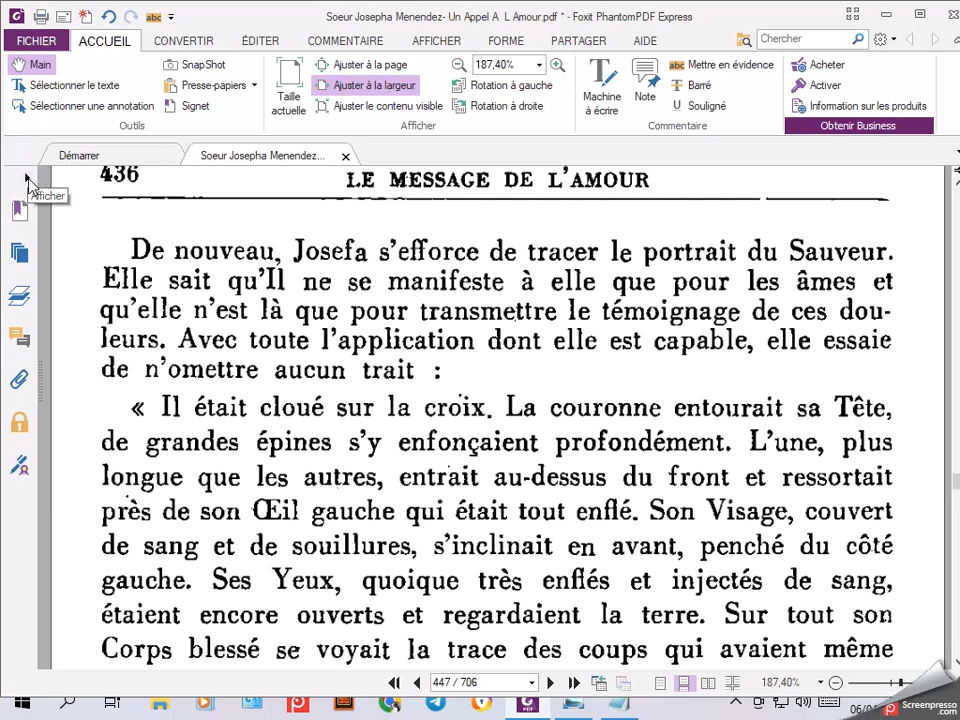 Soeur Josepha Menendez- Un Appel A L Amour.pdf * - Foxit PhantomPDF Express
FICHIER ACCUEIL CONVERTIR ÉDITER COMMENTAIRE AFFICHER FORME PARTAGER AIDE Chercher
Main SnapShot Ajuster à la page 187,40% abc Mettre en évidence Acheter
Sélectionner le texte Presse-papiers Ajuster à la largeur Rotation à gauche Barré Activer
Sélectionner une annotation Signet Taille actuelle Ajuster le contenu visible Rotation à droite Machine à écrire Note Souligné Information sur les produits
Outils Afficher Commentaire Obtenir Business
Démarrer Soeur Josepha Menendez...
Afficher
436 LE MESSAGE DE L'AMOUR
De nouveau, Josefa s'efforce de tracer le portrait du Sauveur.
Elle sait qu'Il ne se manifeste à elle que pour les âmes et
qu'elle n'est là que pour transmettre le témoignage de ces dou-
leurs. Avec toute l'application dont elle est capable, elle essaie
de n'omettre aucun trait :
« Il était cloué sur la croix. La couronne entourait sa Tête,
de grandes épines s'y enfonçaient profondément. L'une, plus
longue que les autres, entrait au-dessus du front et ressortait
près de son Œil gauche qui était tout enflé. Son Visage, couvert
de sang et de souillures, s'inclinait en avant, penché du côté
gauche. Ses Yeux, quoique très enflés et injectés de sang,
étaient encore ouverts et regardaient la terre. Sur tout son
Corps blessé se voyait la trace des coups qui avaient même
447 / 706 187,40%
Screenpresso.com